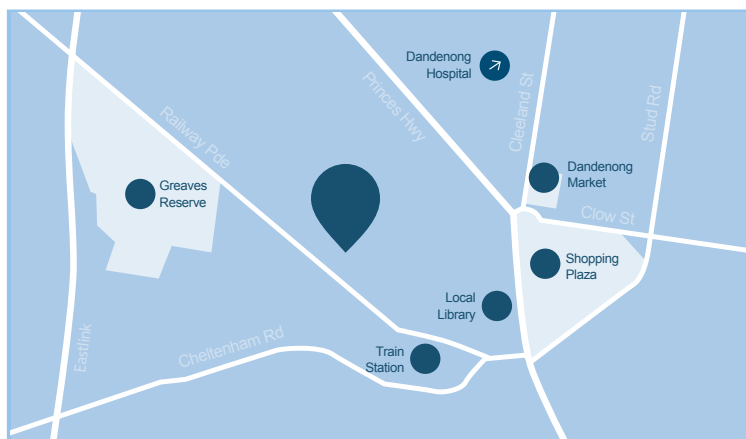 Dandenong
Hospital
Princes Hwy
Cleeland St
Stud Rd
Railway Pde
Dandenong
Market
Greaves
Reserve
Clow St
Shopping
Plaza
Local
Library
Eastlink
Cheltenham Rd
Train
Station